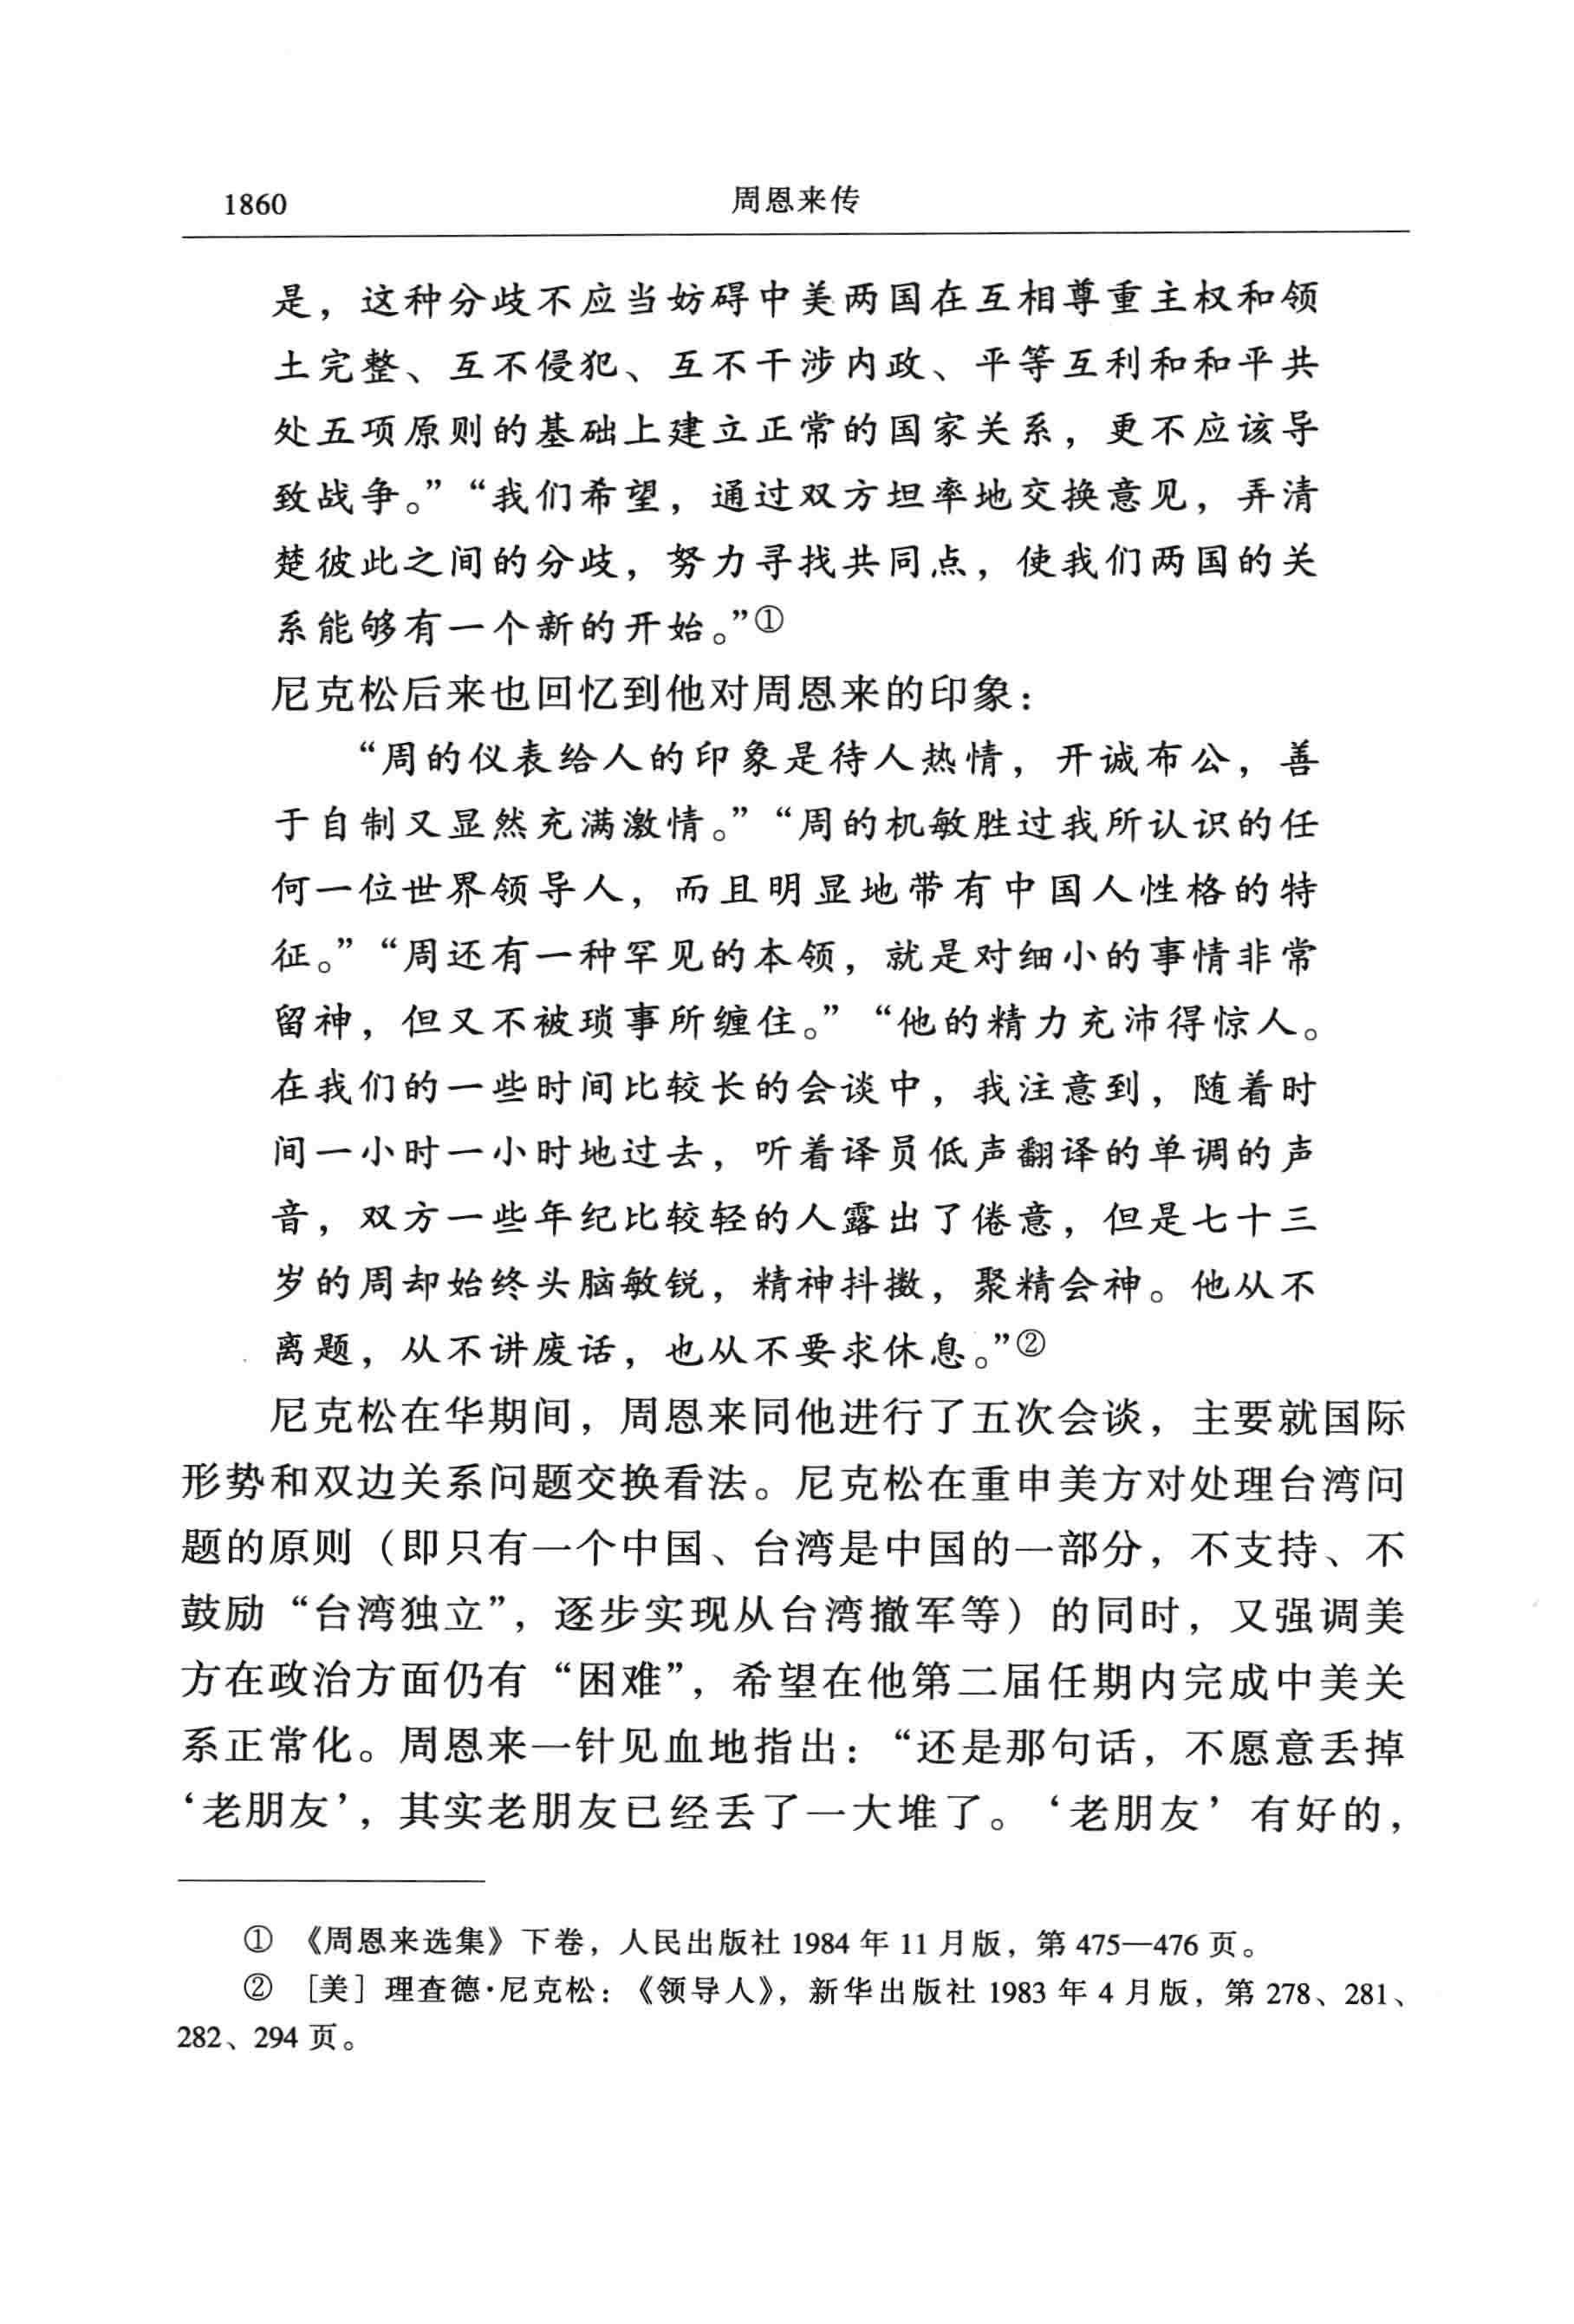 1860
周恩来传
是，这种分歧不应当妨碍中美两国在互相尊重主权和领
土完整、互不侵犯、互不干涉内政、平等互利和和平共
处五项原则的基础上建立正常的国家关系，更不应该导
致战争。”“我们希望，通过双方坦率地交换意见，弄清
楚彼此之间的分歧，努力寻找共同点，使我们两国的关
系能够有一个新的开始。”①
尼克松后来也回忆到他对周恩来的印象：
“周的仪表给人的印象是待人热情，开诚布公，善
于自制又显然充满激情。”“周的机敏胜过我所认识的任
何一位世界领导人，而且明显地带有中国人性格的特
征。”“周还有一种罕见的本领，就是对细小的事情非常
留神，但又不被琐事所缠住。”“他的精力充沛得惊人。
在我们的一些时间比较长的会谈中，我注意到，随着时
间一小时一小时地过去，听着译员低声翻译的单调的声
音，双方一些年纪比较轻的人露出了倦意，但是七十三
岁的周却始终头脑敏锐，精神抖擞，聚精会神。他从不
离题，从不讲废话，也从不要求休息。”②
尼克松在华期间，周恩来同他进行了五次会谈，主要就国际
形势和双边关系问题交换看法。尼克松在重申美方对处理台湾问
题的原则（即只有一个中国、台湾是中国的一部分，不支持、不
鼓励“台湾独立”，逐步实现从台湾撤军等）的同时，又强调美
方在政治方面仍有“困难”，希望在他第二届任期内完成中美关
系正常化。周恩来一针见血地指出：“还是那句话，不愿意丢掉
‘老朋友’，其实老朋友已经丢了一大堆了。‘老朋友’有好的，
① 《周恩来选集》下卷，人民出版社 1984 年 11 月版，第 475—476 页。
② ［美］理查德·尼克松：《领导人》，新华出版社 1983 年 4 月版，第 278、281、
282、294 页。